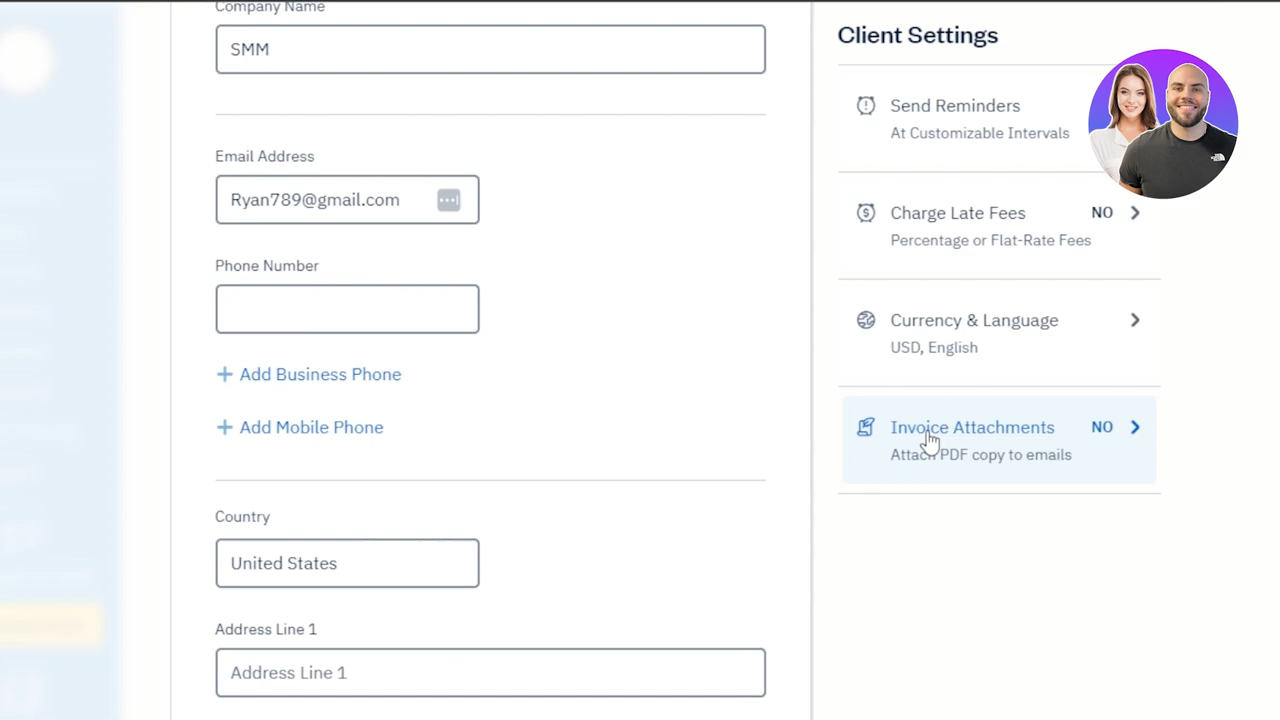 Company Name
SMM
Email Address
Ryan789@gmail.com
Phone Number
+ Add Business Phone
+ Add Mobile Phone
Country
United States
Address Line 1
Address Line 1
Client Settings
Send Reminders
At Customizable Intervals
Charge Late Fees NO
Percentage or Flat-Rate Fees
Currency & Language
USD, English
Invoice Attachments NO
Attach PDF copy to emails